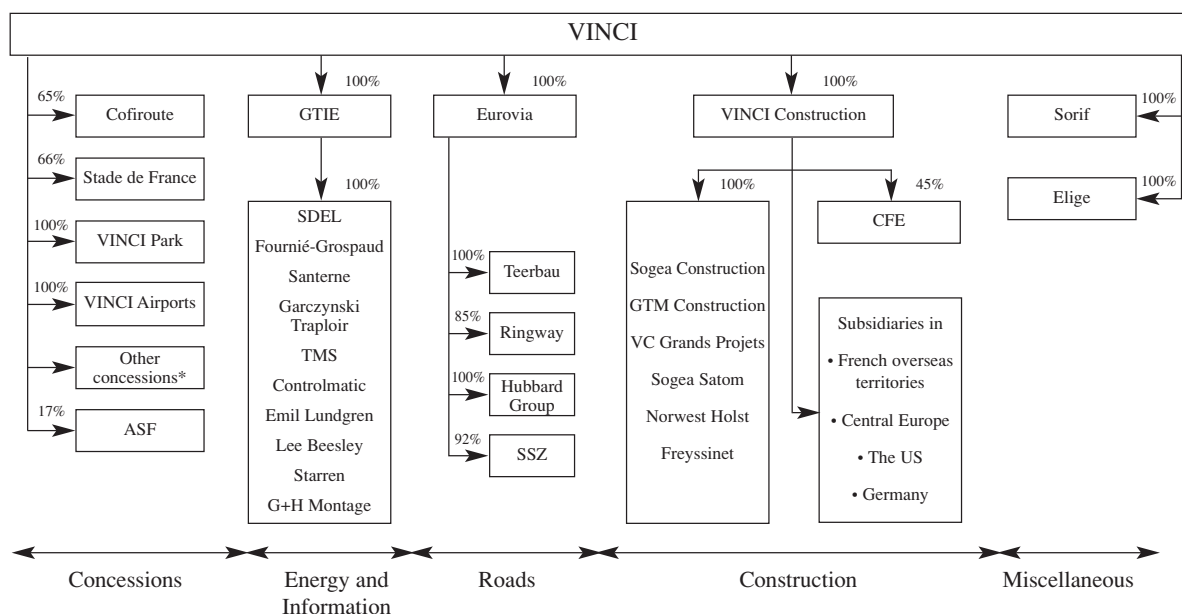 VINCI
65%
Cofiroute
66%
Stade de France
100%
VINCI Park
100%
VINCI Airports
Other
concessions*
17%
ASF
100%
GTIE
100%
SDEL
Fournié-Grospaud
Santerne
Garczynski
Traploir
TMS
Controlmatic
Emil Lundgren
Lee Beesley
Starren
G+H Montage
100%
Eurovia
100%
Teerbau
85%
Ringway
100%
Hubbard
Group
92%
SSZ
100%
VINCI Construction
100%
Sogea Construction
GTM Construction
VC Grands Projets
Sogea Satom
Norwest Holst
Freyssinet
45%
CFE
Subsidiaries in
• French overseas
territories
• Central Europe
• The US
• Germany
100%
Sorif
100%
Elige
Concessions
Energy and
Information
Roads
Construction
Miscellaneous